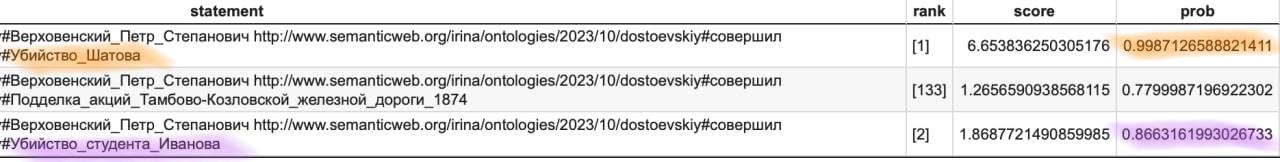 statement rank score prob
y#Верховенский_Петр_Степанович http://www.semanticweb.org/irina/ontologies/2023/10/dostoevskiy#совершил
y#Убийство_Шатова [1] 6.653836250305176 0.9987126588821411
y#Верховенский_Петр_Степанович http://www.semanticweb.org/irina/ontologies/2023/10/dostoevskiy#совершил
y#Подделка_акций_Тамбово-Козловской_железной_дороги_1874 [133] 1.2656590938568115 0.7799987196922302
y#Верховенский_Петр_Степанович http://www.semanticweb.org/irina/ontologies/2023/10/dostoevskiy#совершил
y#Убийство_студента_Иванова [2] 1.8687721490859985 0.8663161993026733